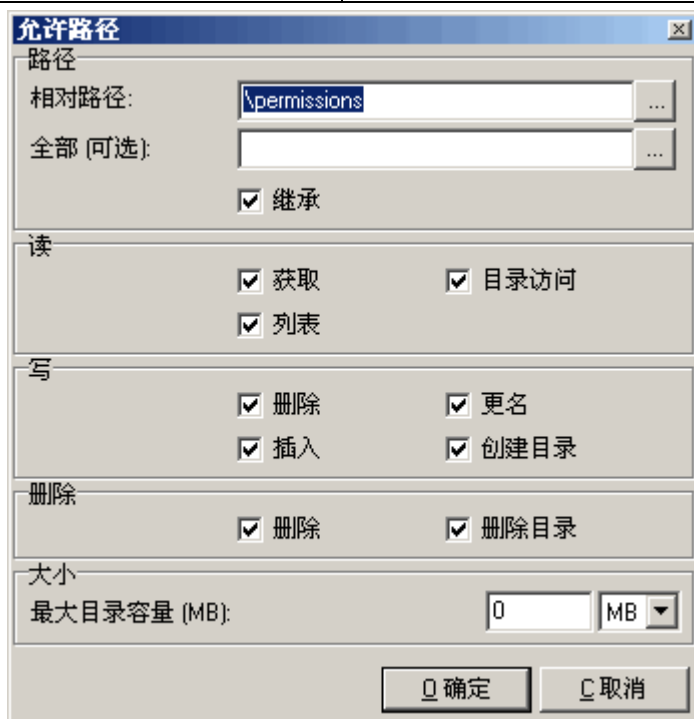 允许路径
路径
相对路径: \permissions ...
全部 (可选): ...
继承
读
获取 目录访问
列表
写
删除 更名
插入 创建目录
删除
删除 删除目录
大小
最大目录容量 (MB): 0 MB
O 确定 C 取消